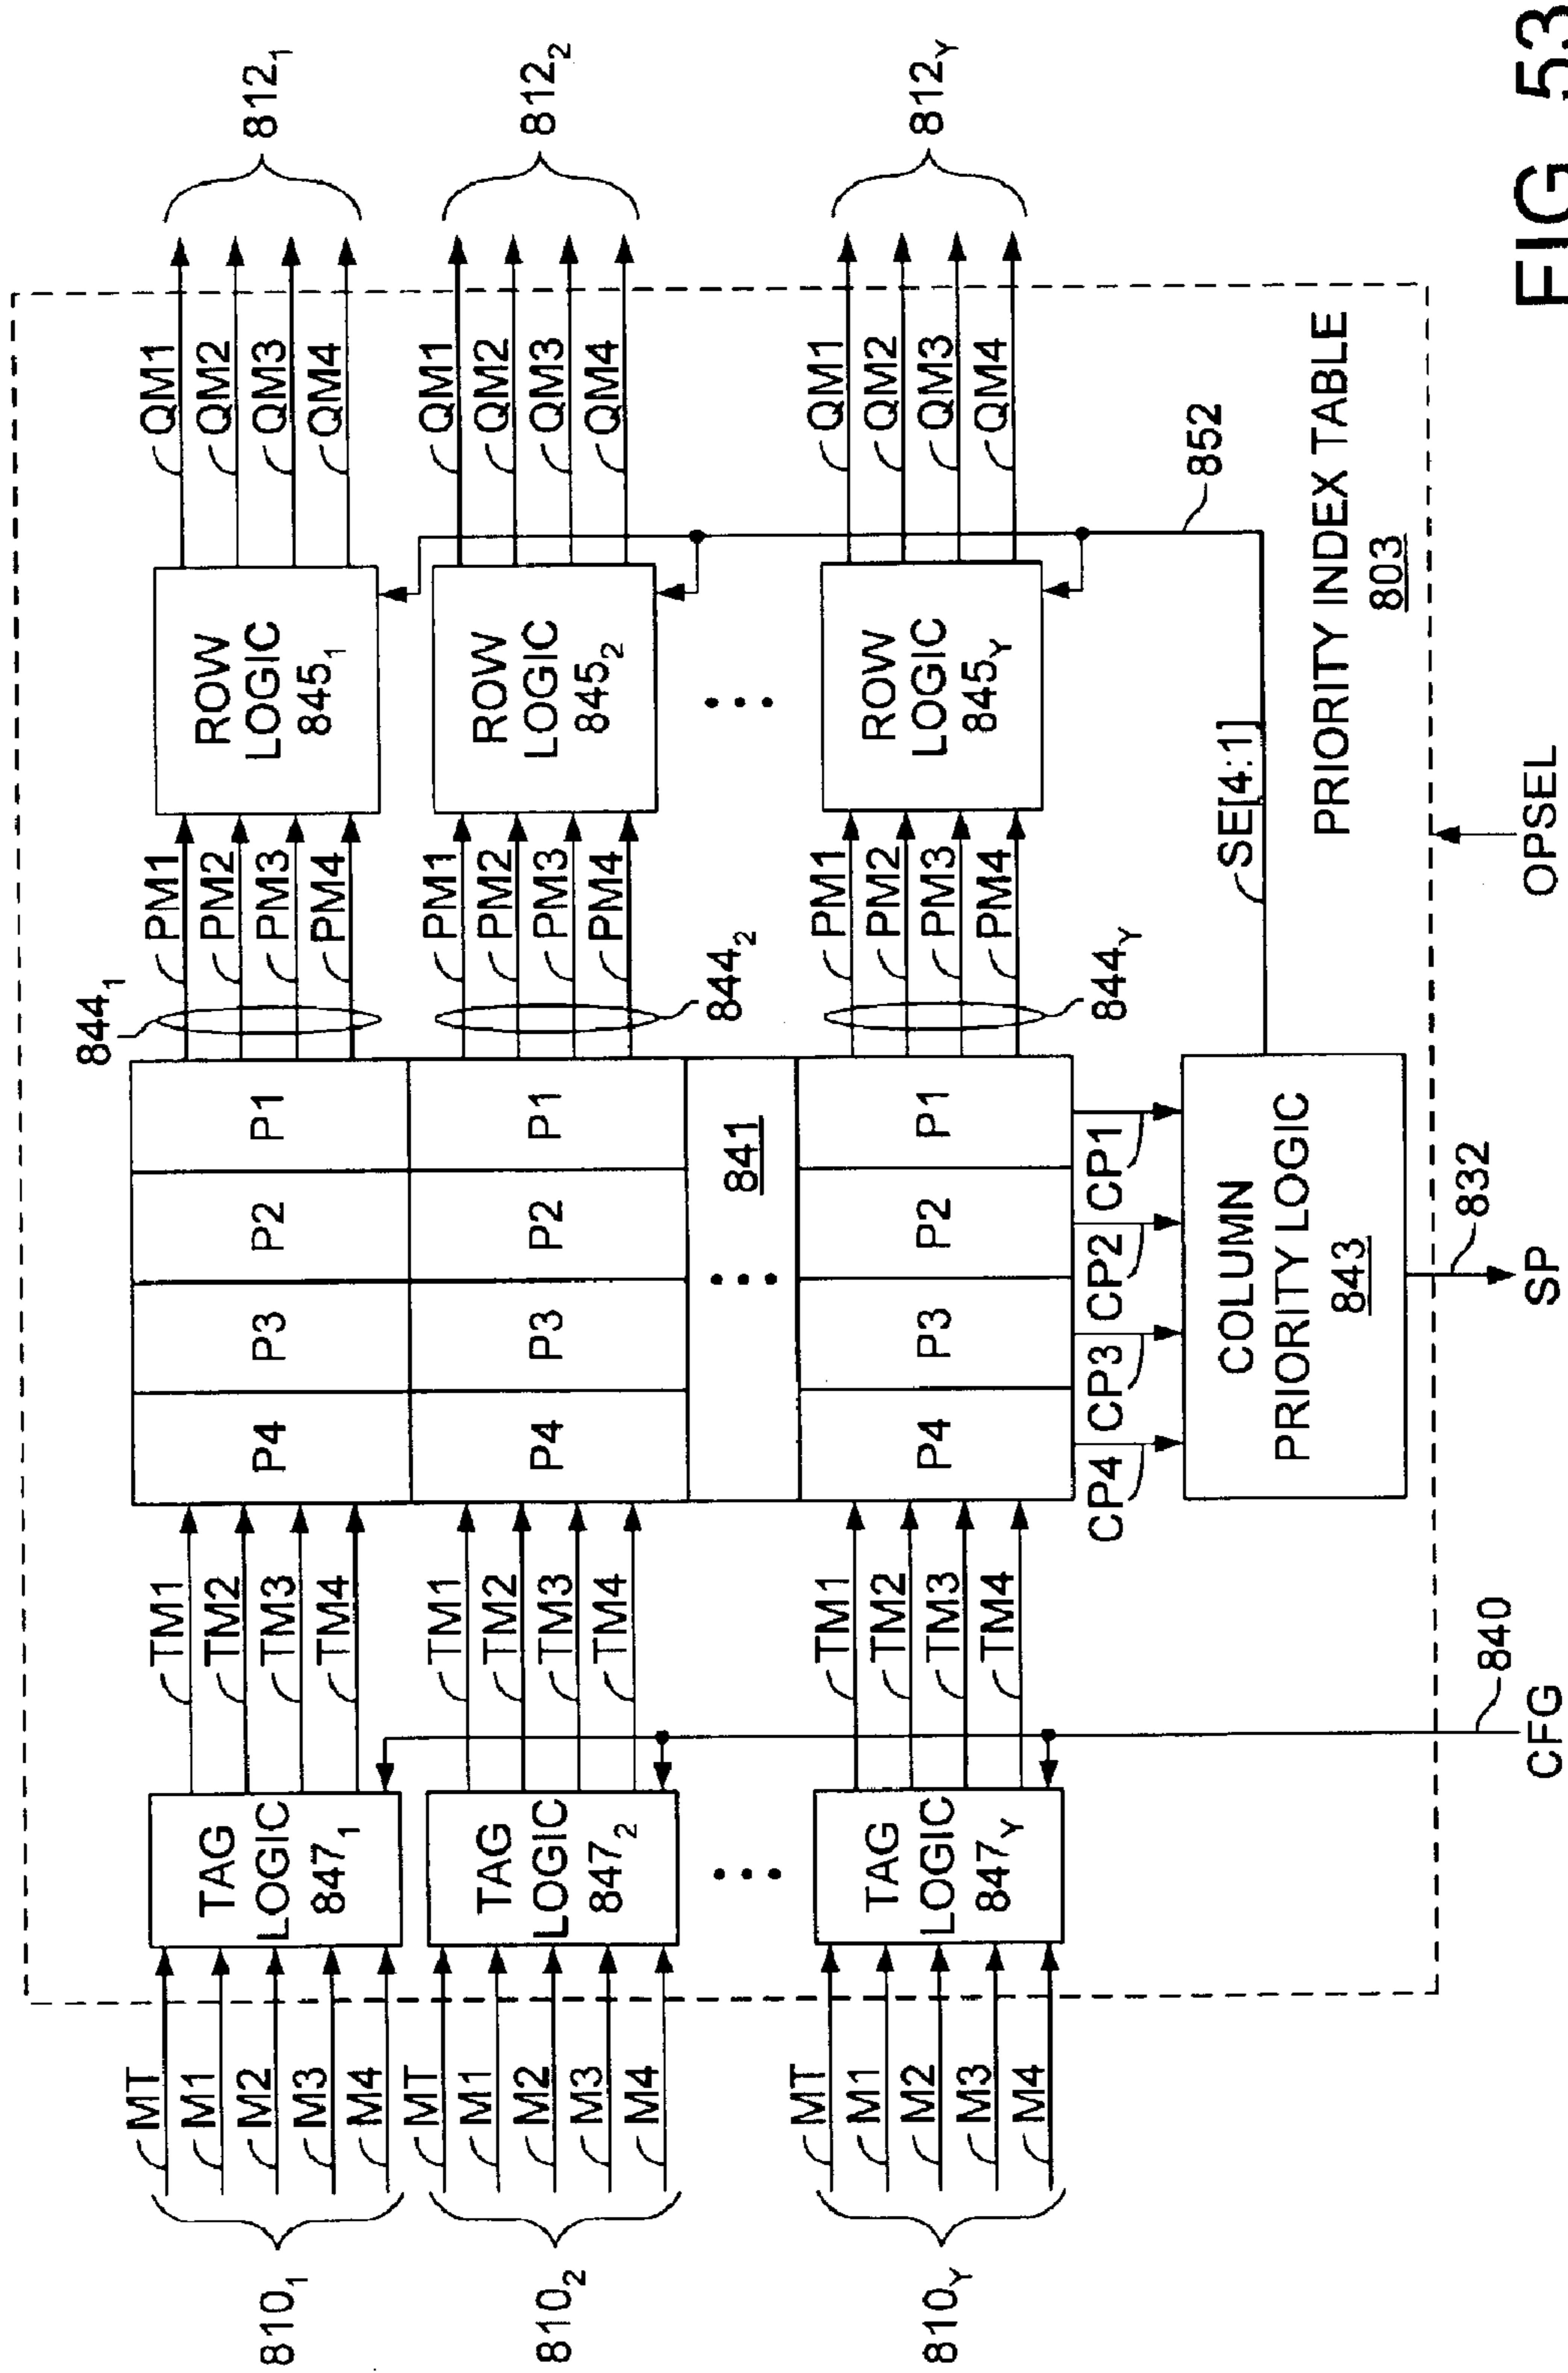 810₁
MT
M1
M2
M3
M4
TAG
LOGIC
847₁
TM1
TM2
TM3
TM4
P4
P3
P2
P1
844₁
PM1
PM2
PM3
PM4
ROW
LOGIC
845₁
QM1
QM2
QM3
QM4
812₁
810₂
MT
M1
M2
M3
M4
TAG
LOGIC
847₂
TM1
TM2
TM3
TM4
P4
P3
P2
P1
844₂
PM1
PM2
PM3
PM4
ROW
LOGIC
845₂
QM1
QM2
QM3
QM4
812₂
•••
•••
841
•••
810Y
MT
M1
M2
M3
M4
TAG
LOGIC
847Y
TM1
TM2
TM3
TM4
P4
P3
P2
P1
844Y
PM1
PM2
PM3
PM4
ROW
LOGIC
845Y
QM1
QM2
QM3
QM4
812Y
CP4
CP3
CP2
CP1
COLUMN
PRIORITY LOGIC
843
SE[4:1]
852
PRIORITY INDEX TABLE
803
CFG
840
SP
832
OPSEL
FIG 53